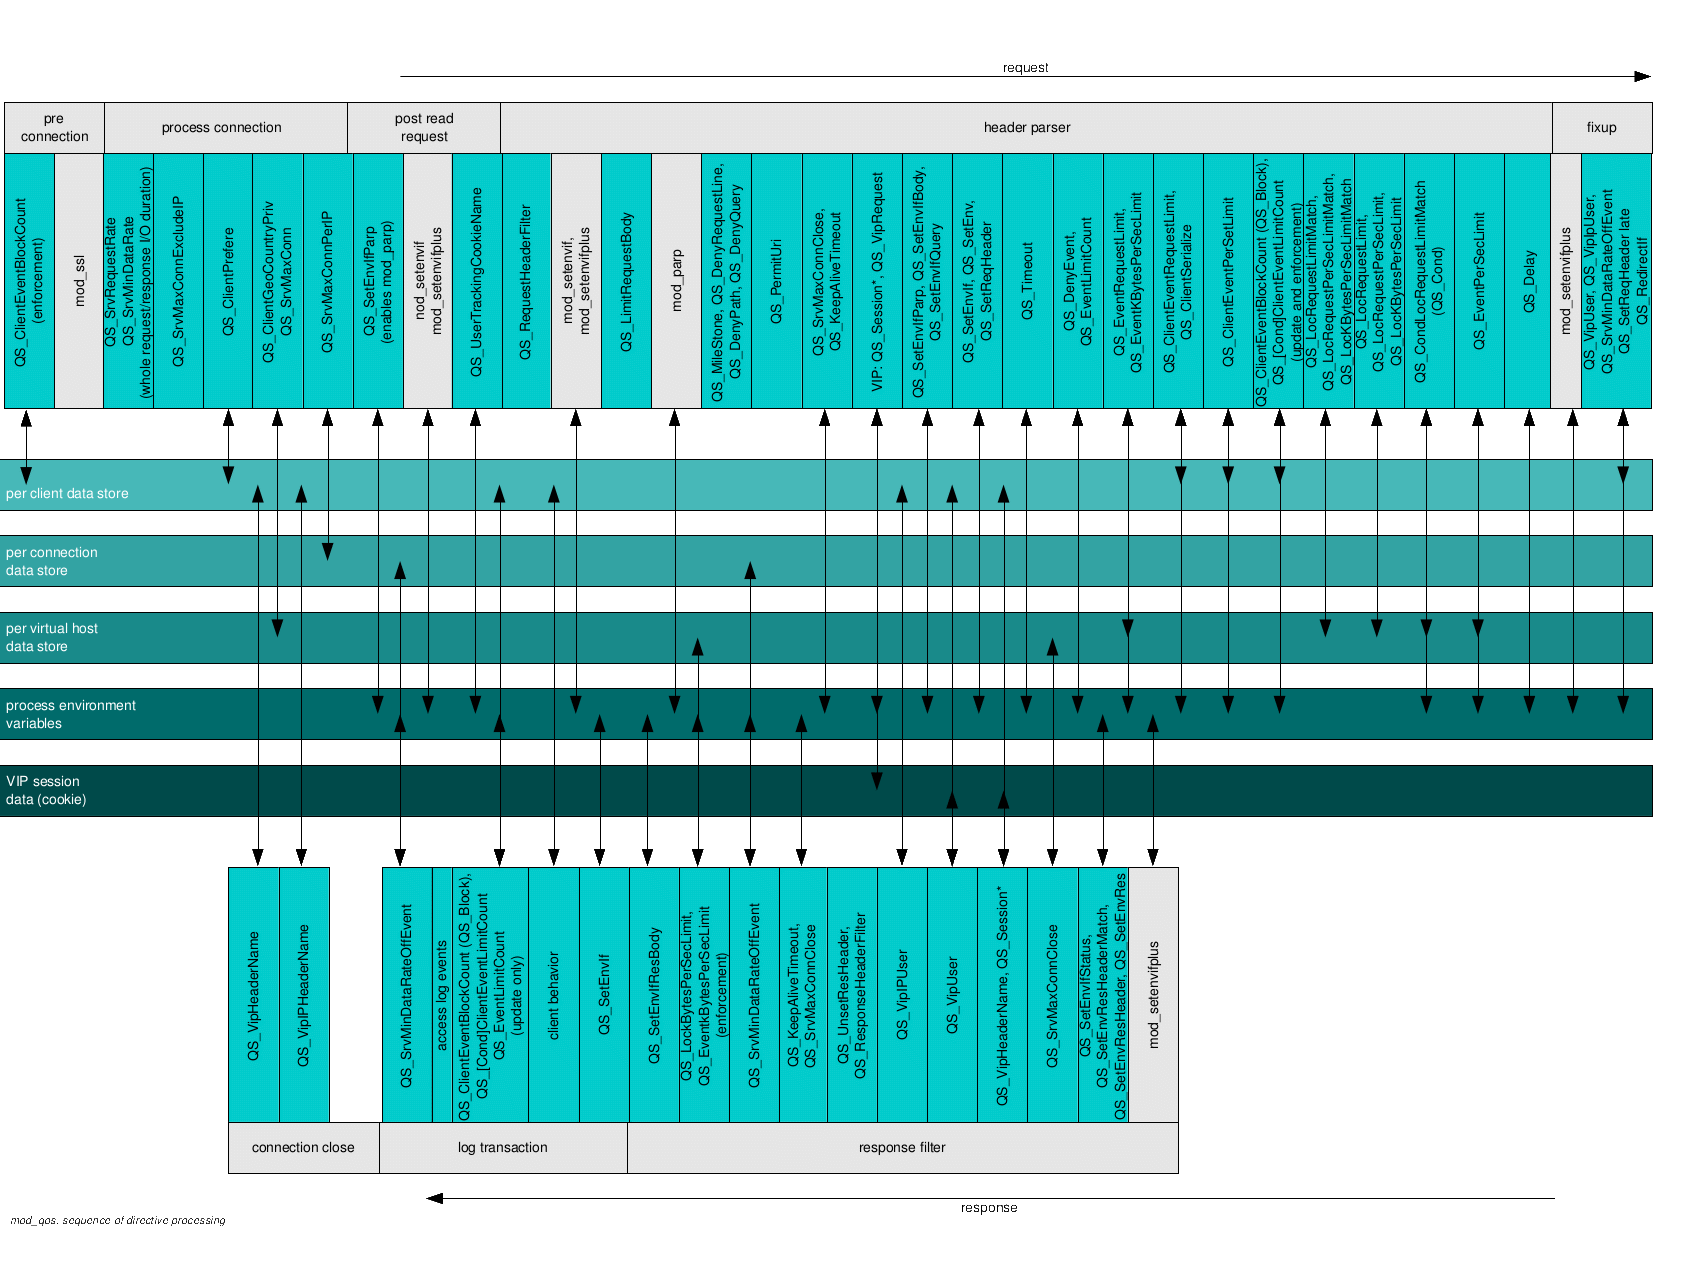 request
pre
connection
process connection
post read
request
header parser
fixup
QS_ClientEventBlockCount
(enforcement)
mod_ssl
QS_SrvRequestRate
QS_SrvMinDataRate
(whole request/response I/O duration)
QS_SrvMaxConnExcludeIP
QS_ClientPrefere
QS_ClientGeoCountryPriv
QS_SrvMaxConn
QS_SrvMaxConnPerIP
QS_SetEnvIfParp
(enables mod_parp)
nod_setenvif
mod_setenvifplus
QS_UserTrackingCookieName
QS_RequestHeaderFilter
mod_setenvif,
mod_setenvifplus
QS_LimitRequestBody
mod_parp
QS_MileStone, QS_DenyRequestLine,
QS_DenyPath, QS_DenyQuery
QS_PermitUri
QS_SrvMaxConnClose,
QS_KeepAliveTimeout
VIP: QS_Session*, QS_VipRequest
QS_SetEnvIfParp, QS_SetEnvIfBody,
QS_SetEnvIfQuery
QS_SetEnvIf, QS_SetEnv,
QS_SetReqHeader
QS_Timeout
QS_DenyEvent,
QS_EventLimitCount
QS_EventRequestLimit,
QS_EventKBytesPerSecLimit
QS_ClientEventRequestLimit,
QS_ClientSerialize
QS_ClientEventPerSetLimit
QS_ClientEventBlockCount (QS_Block),
QS_[Cond]ClientEventLimitCount
(update and enforcement)
QS_LocRequestLimitMatch,
QS_LocRequestPerSecLimitMatch,
QS_LocKBytesPerSecLimitMatch
QS_LocRequestLimit,
QS_LocRequestPerSecLimit,
QS_LocKBytesPerSecLimit
QS_CondLocRequestLimitMatch
(QS_Cond)
QS_EventPerSecLimit
QS_Delay
mod_setenvifplus
QS_VipUser, QS_VipIpUser,
QS_SrvMinDataRateOffEvent
QS_SetReqHeader late
QS_RedirectIf
per client data store
per connection
data store
per virtual host
data store
process environment
variables
VIP session
data (cookie)
QS_VipHeaderName
QS_VipIPHeaderName
QS_SrvMinDataRateOffEvent
access log events
QS_ClientEventBlockCount (QS_Block),
QS_[Cond]ClientEventLimitCount
QS_EventLimitCount
(update only)
client behavior
QS_SetEnvIf
QS_SetEnvIfResBody
QS_LockBytesPerSecLimit,
QS_EventkBytesPerSecLimit
(enforcement)
QS_SrvMinDataRateOffEvent
QS_KeepAliveTimeout,
QS_SrvMaxConnClose
QS_UnsetResHeader,
QS_ResponseHeaderFilter
QS_VipIPUser
QS_VipUser
QS_VipHeaderName, QS_Session*
QS_SrvMaxConnClose
QS_SetEnvIfStatus,
QS_SetEnvResHeaderMatch,
QS_SetEnvResHeader, QS_SetEnvRes
mod_setenvifplus
connection close
log transaction
response filter
response
mod_qos. sequence of directive processing